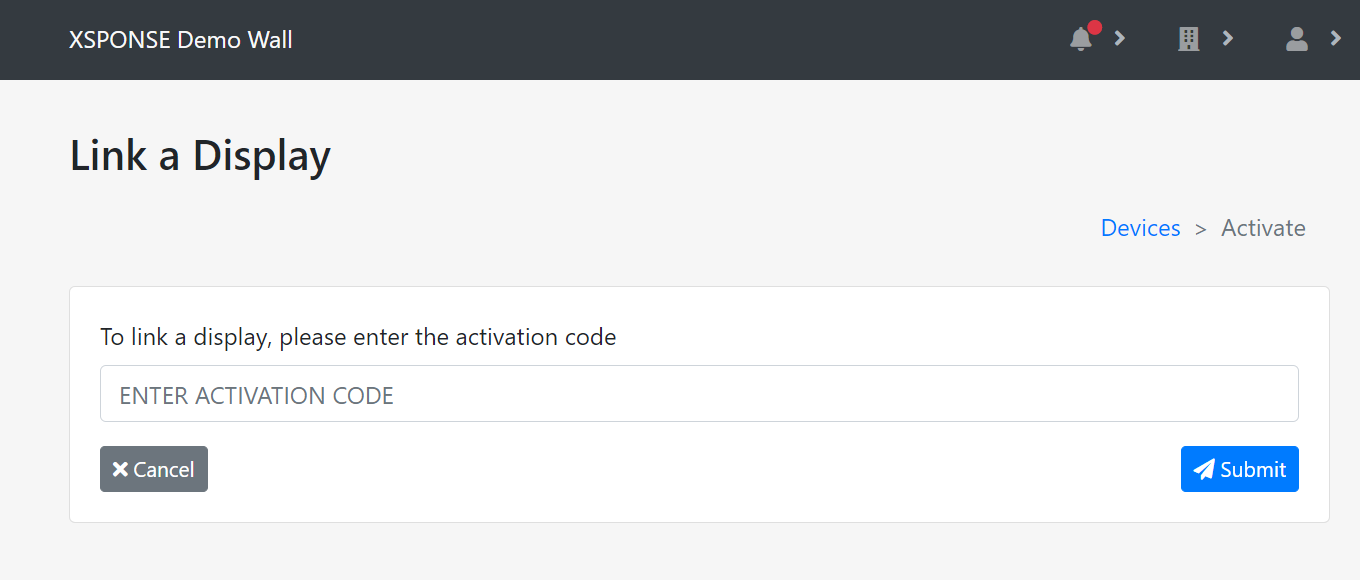 XSPONSE Demo Wall
Link a Display
Devices > Activate
To link a display, please enter the activation code
ENTER ACTIVATION CODE
Cancel
Submit